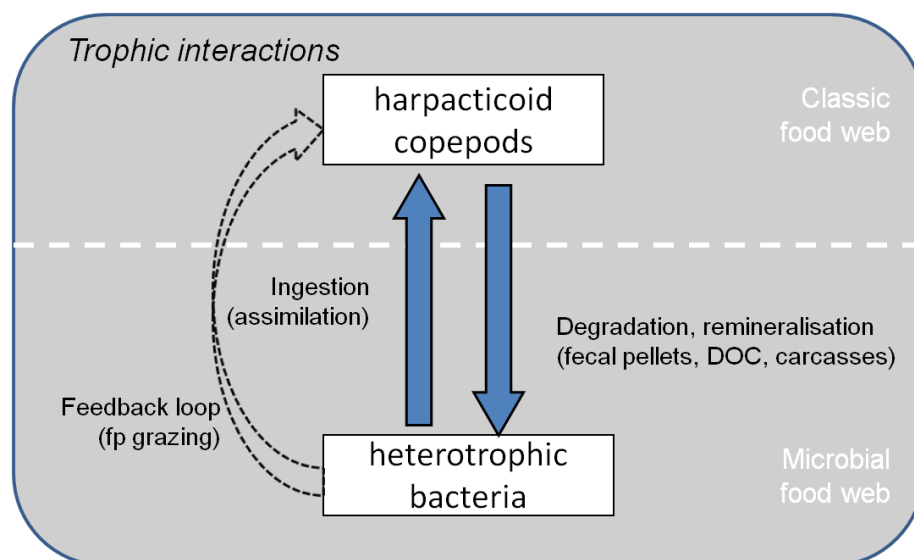 Trophic interactions
harpacticoid
copepods
Classic
food web
Ingestion
(assimilation)
Degradation, remineralisation
(fecal pellets, DOC, carcasses)
Feedback loop
(fp grazing)
heterotrophic
bacteria
Microbial
food web